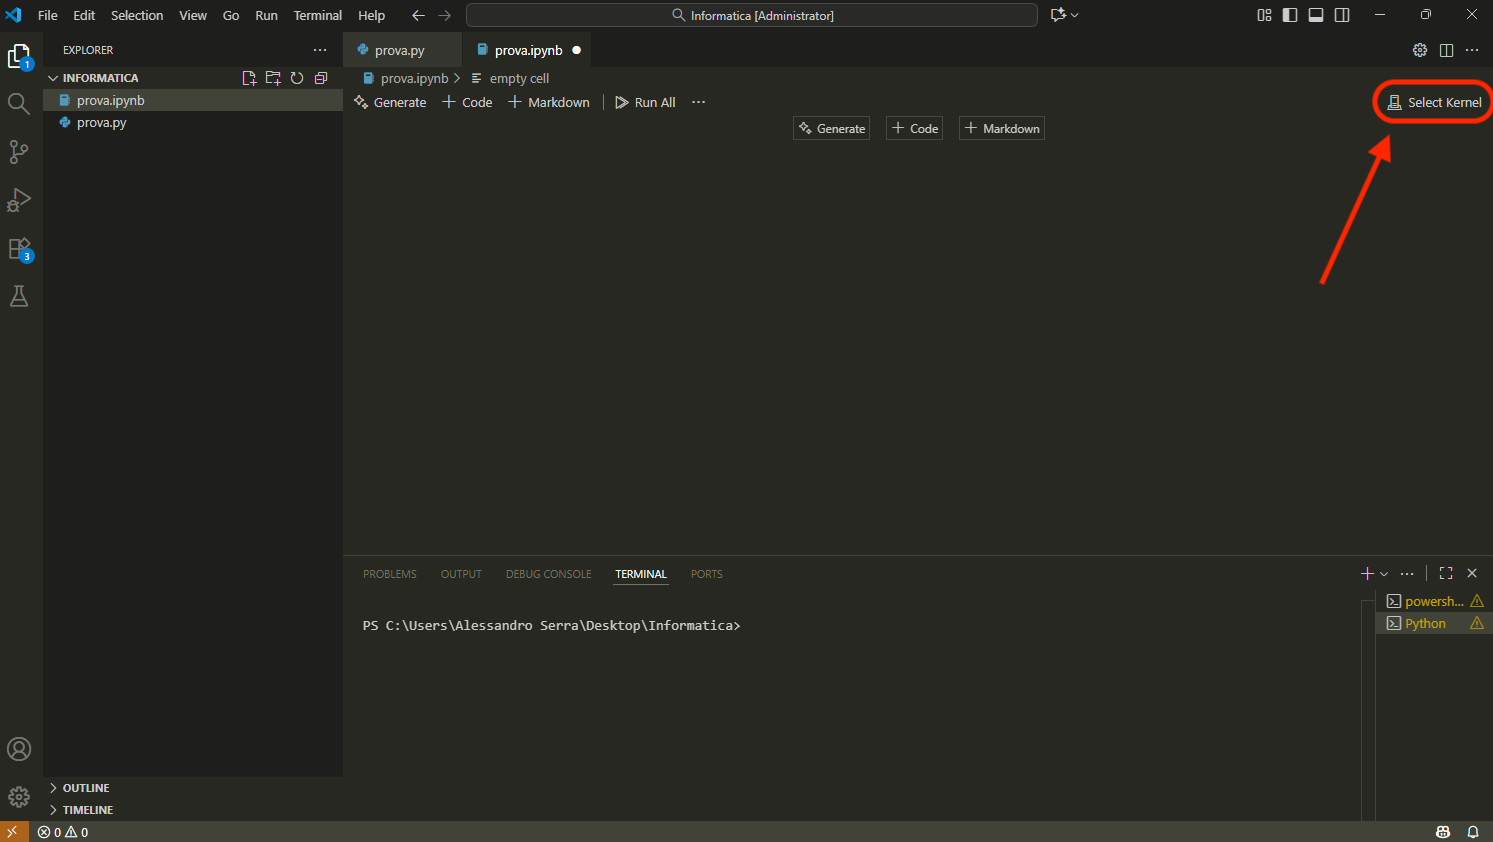 File Edit Selection View Go Run Terminal Help
Informatica [Administrator]
EXPLORER
1
INFORMATICA
prova.ipynb
prova.py
3
OUTLINE
TIMELINE
prova.py
prova.ipynb
prova.ipynb > empty cell
Generate + Code + Markdown Run All ...
Select Kernel
Generate + Code + Markdown
PROBLEMS OUTPUT DEBUG CONSOLE TERMINAL PORTS
PS C:\Users\Alessandro Serra\Desktop\Informatica>
powersh...
Python
0 0